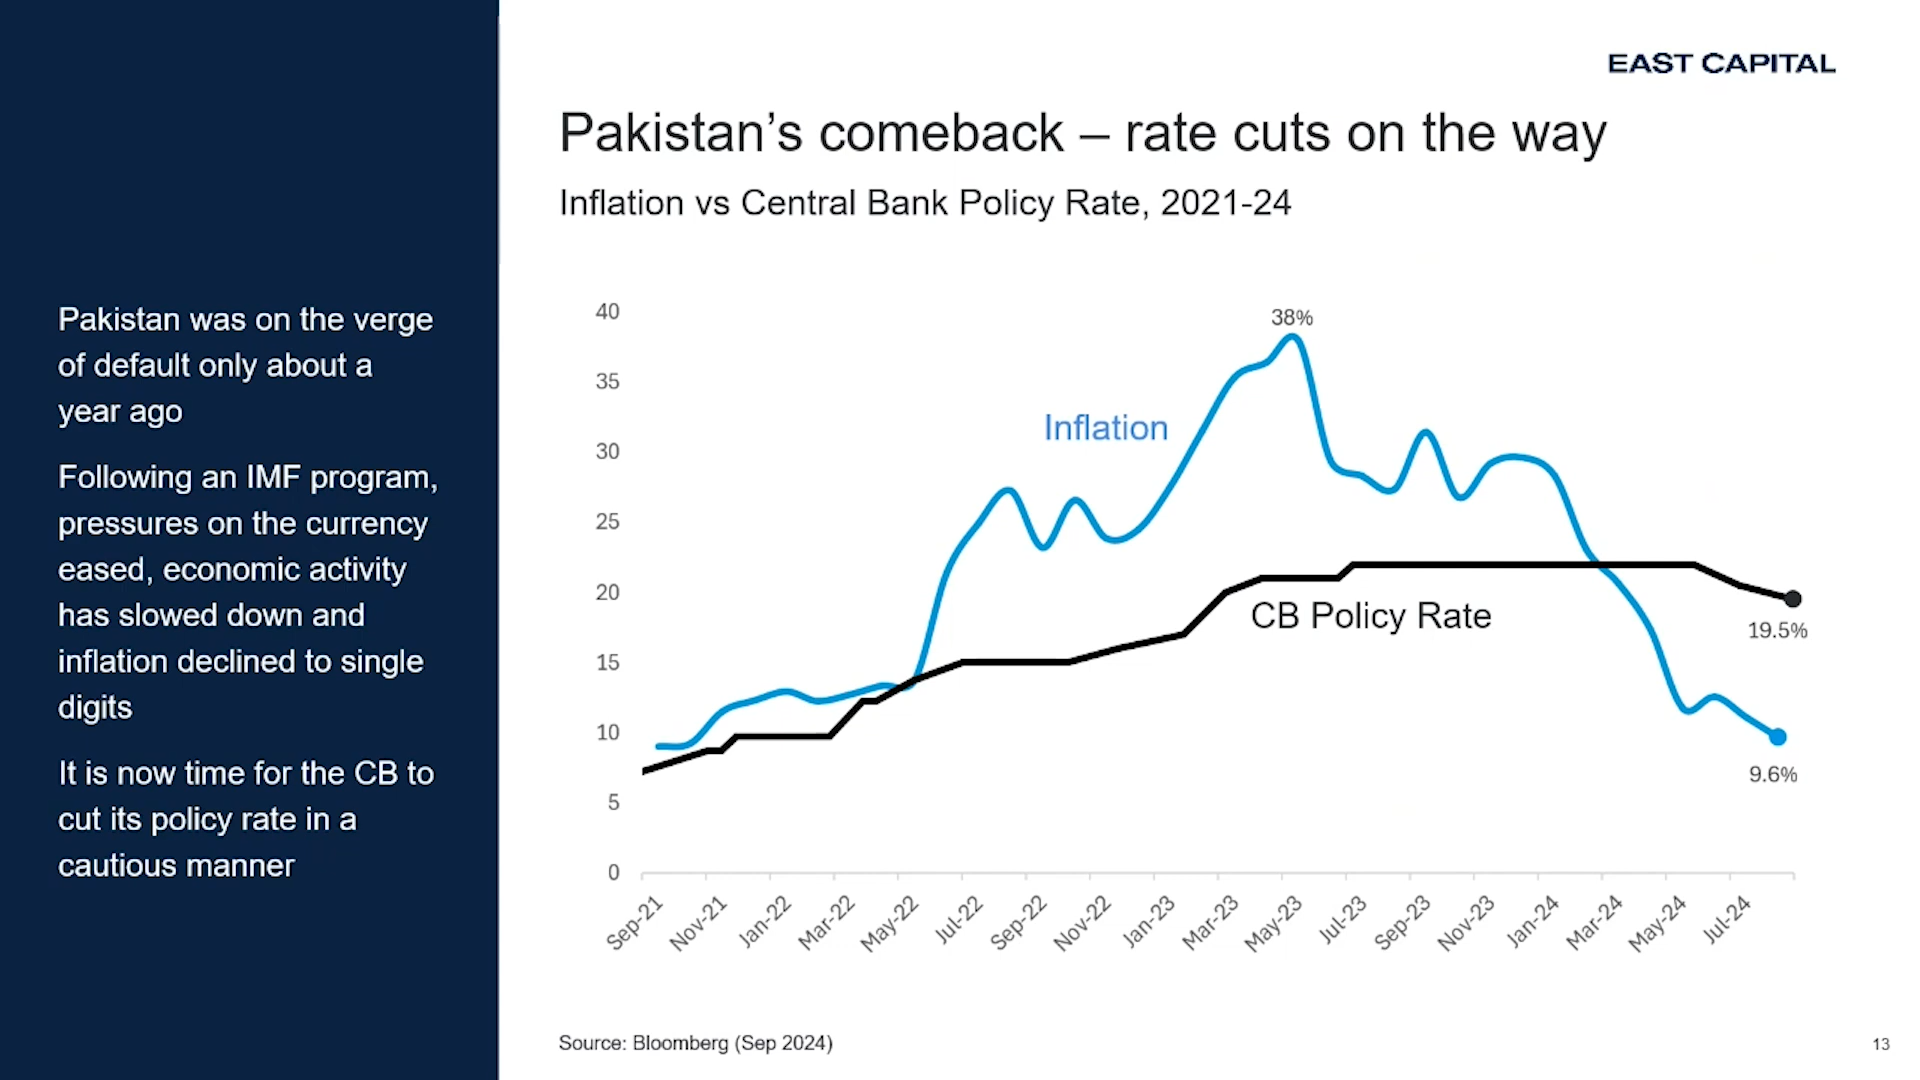 EAST CAPITAL
Pakistan’s comeback – rate cuts on the way
Inflation vs Central Bank Policy Rate, 2021-24
Pakistan was on the verge
of default only about a
year ago
Following an IMF program,
pressures on the currency
eased, economic activity
has slowed down and
inflation declined to single
digits
It is now time for the CB to
cut its policy rate in a
cautious manner
40
35
30
25
20
15
10
5
0
38%
Inflation
CB Policy Rate
19.5%
9.6%
Sep-21
Nov-21
Jan-22
Mar-22
May-22
Jul-22
Sep-22
Nov-22
Jan-23
Mar-23
May-23
Jul-23
Sep-23
Nov-23
Jan-24
Mar-24
May-24
Jul-24
Source: Bloomberg (Sep 2024)
13